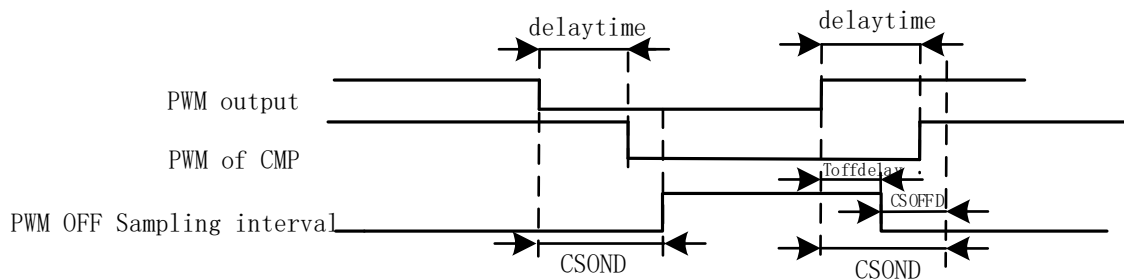 delaytime
delaytime
PWM output
PWM of CMP
Toffdelay
CSOFFD
PWM OFF Sampling interval
CSOND
CSOND